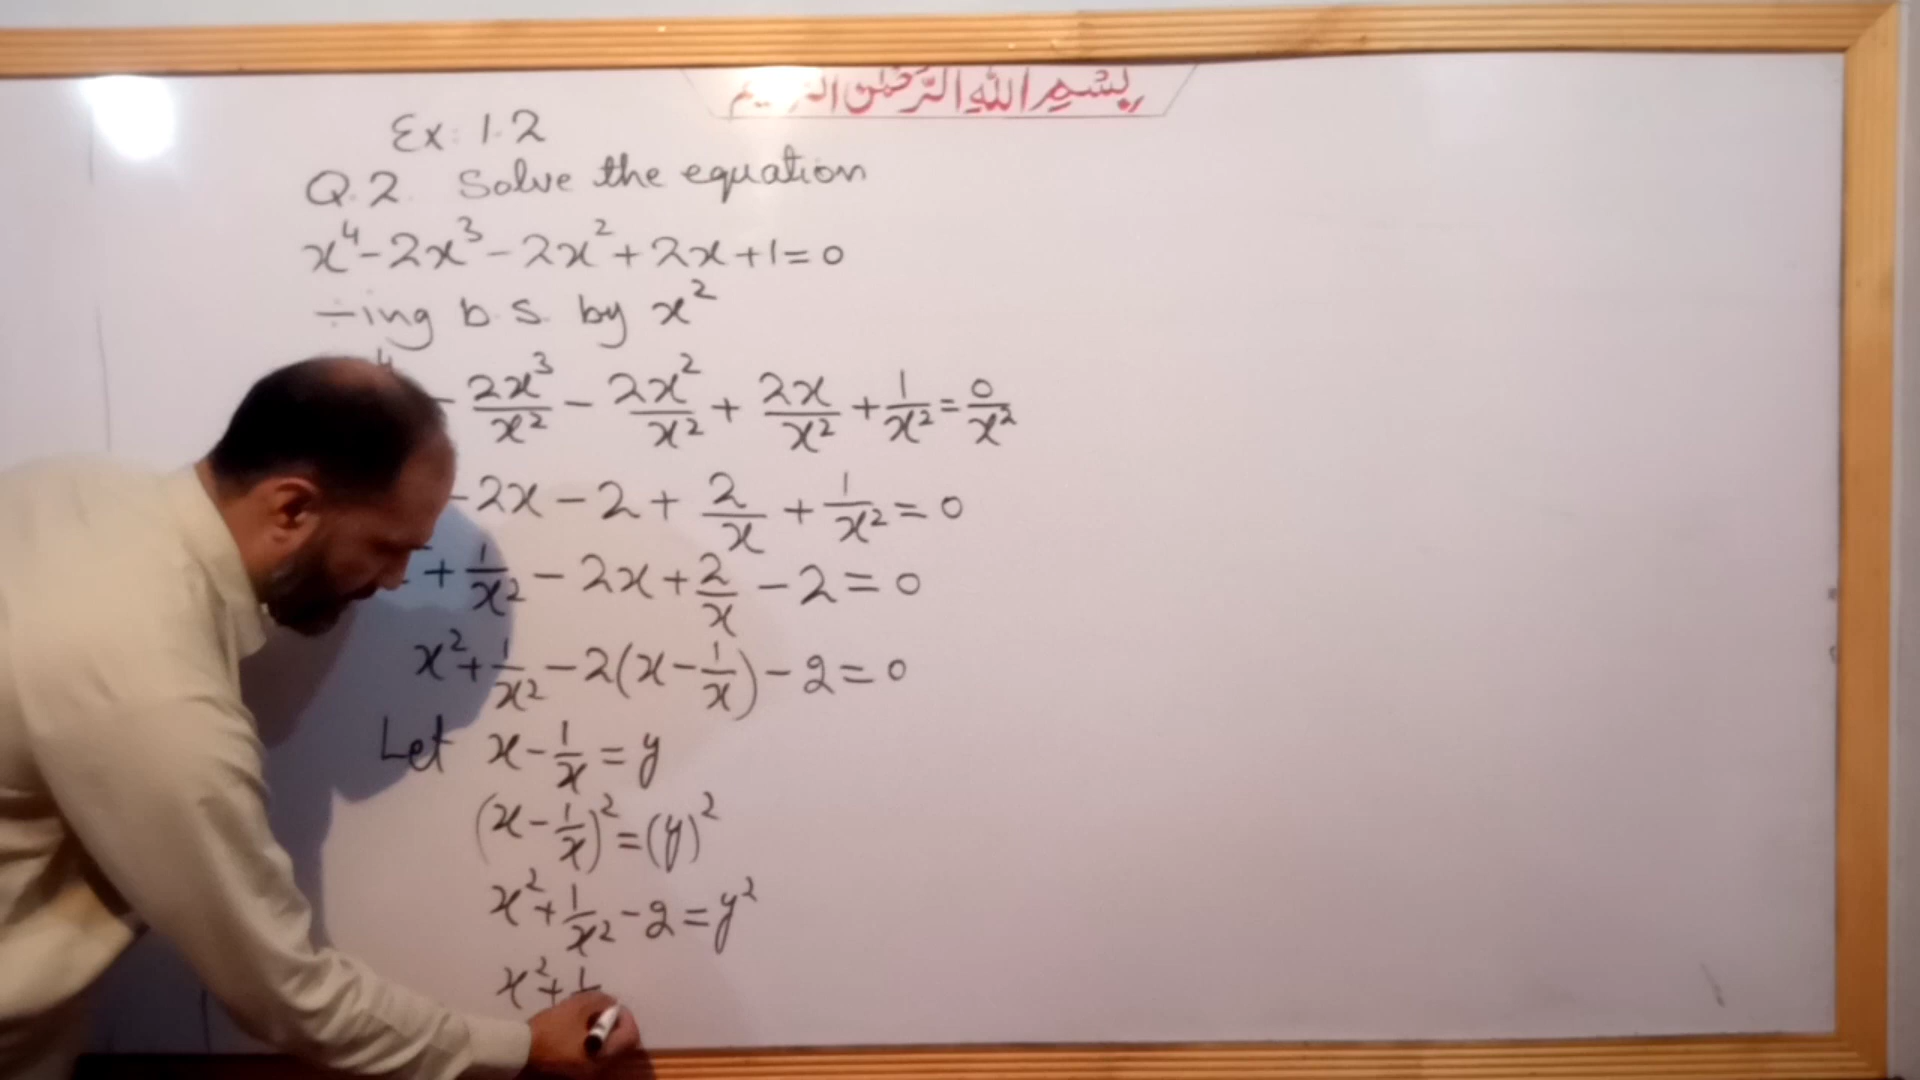 بِسْمِ اللهِ الرَّحْمٰنِ
Ex: 1.2
Q.2. Solve the equation
x⁴ - 2x³ - 2x² + 2x + 1 = 0
÷ing b.s. by x²
- 2x³/x² - 2x²/x² + 2x/x² + 1/x² = 0/x²
- 2x - 2 + 2/x + 1/x² = 0
+ 1/x² - 2x + 2/x - 2 = 0
x² + 1/x² - 2(x - 1/x) - 2 = 0
Let x - 1/x = y
(x - 1/x)² = (y)²
x² + 1/x² - 2 = y²
x² + 1